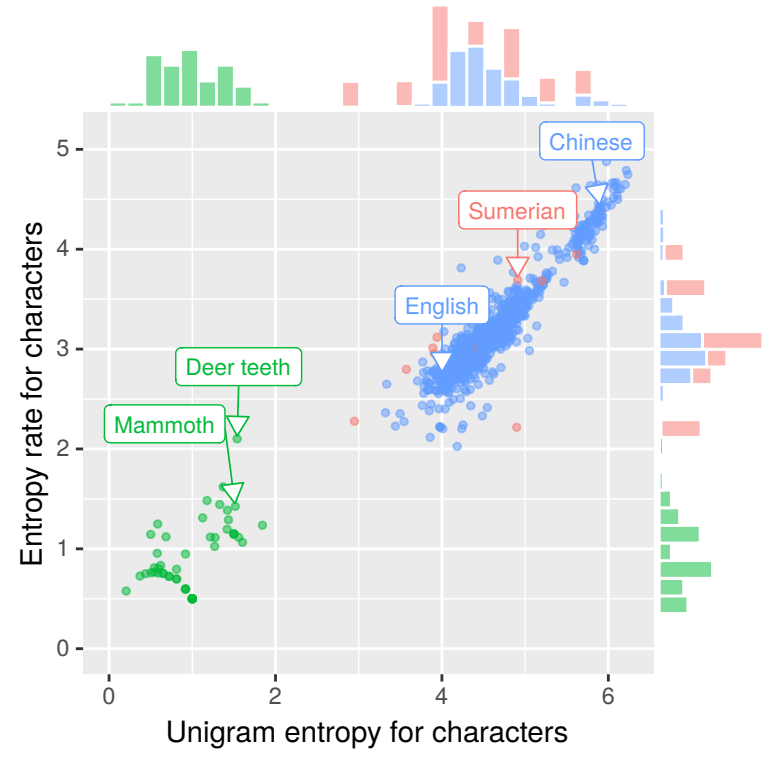 Chinese
Sumerian
English
Deer teeth
Mammoth
5
4
3
2
1
0
0 2 4 6
Unigram entropy for characters
Entropy rate for characters